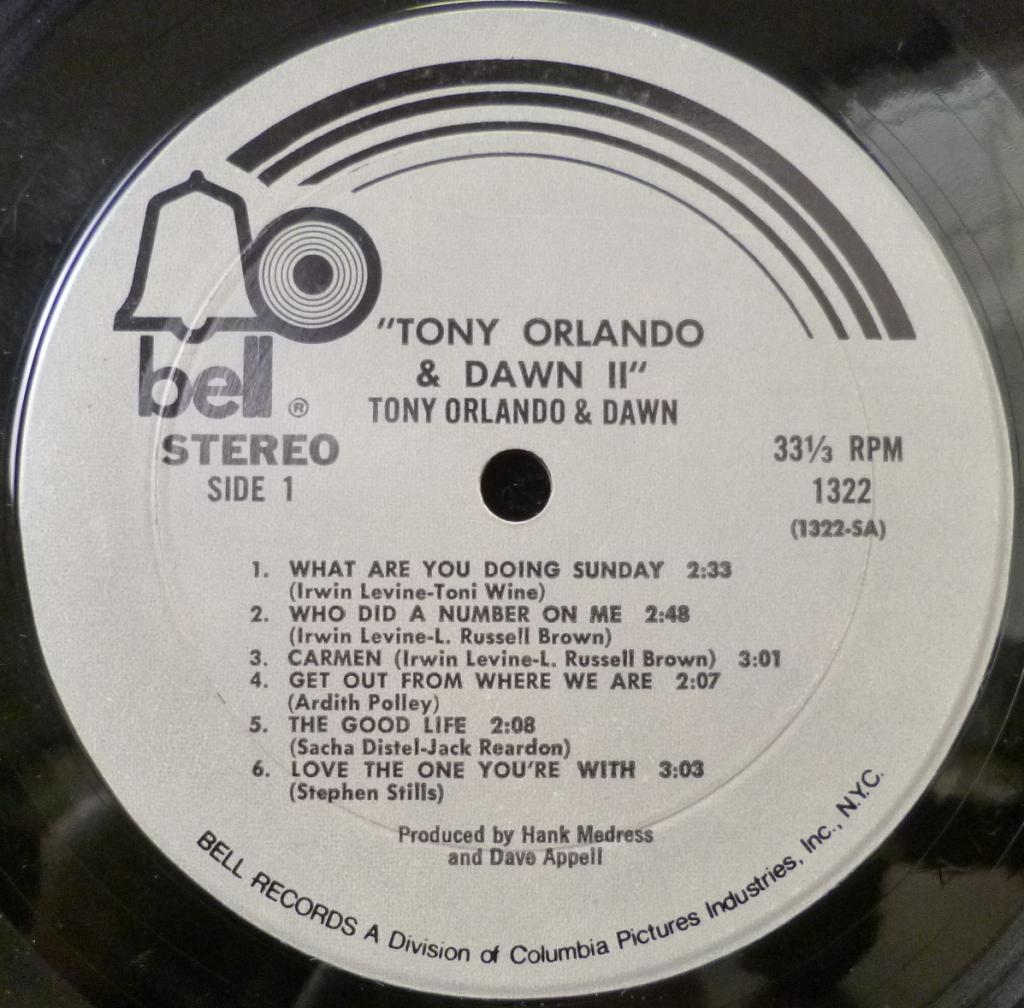 bell ®
STEREO
SIDE 1
"TONY ORLANDO
& DAWN II"
TONY ORLANDO & DAWN
33⅓ RPM
1322
(1322-SA)
1. WHAT ARE YOU DOING SUNDAY 2:33
(Irwin Levine-Toni Wine)
2. WHO DID A NUMBER ON ME 2:48
(Irwin Levine-L. Russell Brown)
3. CARMEN (Irwin Levine-L. Russell Brown) 3:01
4. GET OUT FROM WHERE WE ARE 2:07
(Ardith Polley)
5. THE GOOD LIFE 2:08
(Sacha Distel-Jack Reardon)
6. LOVE THE ONE YOU'RE WITH 3:03
(Stephen Stills)
Produced by Hank Medress
and Dave Appell
BELL RECORDS A Division of Columbia Pictures Industries, Inc., N.Y.C.